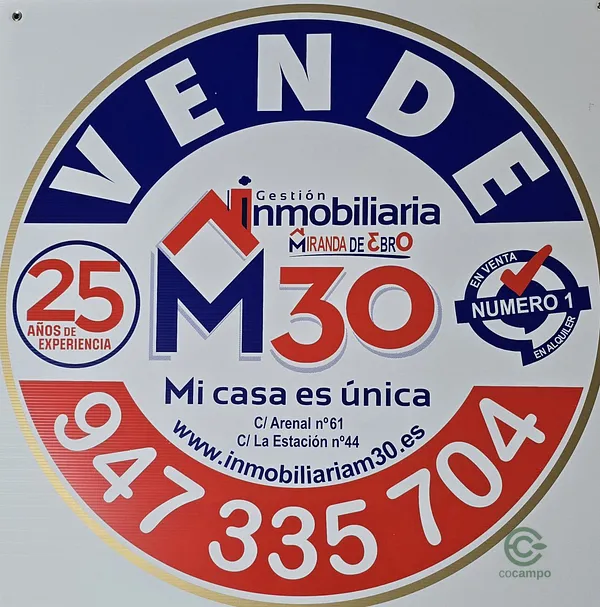 VENDE
Gestión
inmobiliaria
MIRANDA DE EBRO
M30
25
AÑOS DE
EXPERIENCIA
EN VENTA
NUMERO 1
EN ALQUILER
Mi casa es única
C/ Arenal nº61
C/ La Estación nº44
www.inmobiliariam30.es
947 335 704
cocampo